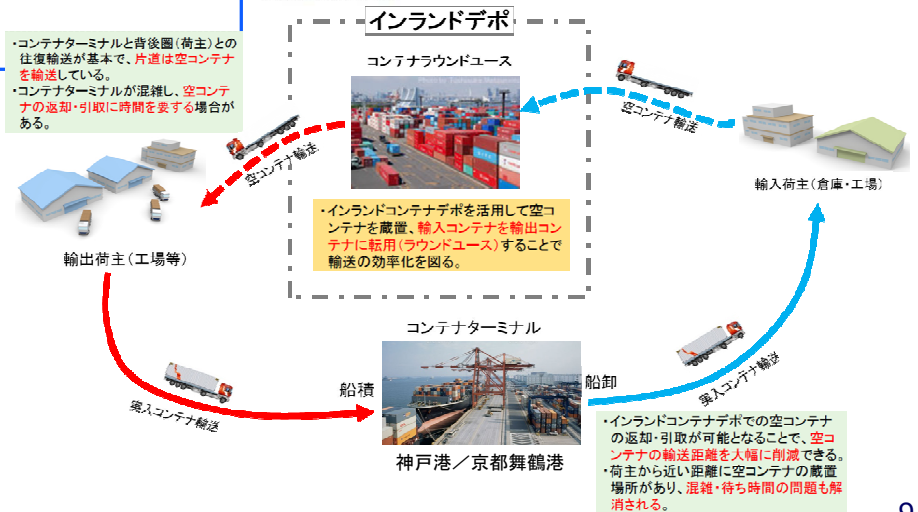 インランドデポ
・コンテナターミナルと背後圏(荷主)との
往復輸送が基本で、片道は空コンテナ
を輸送している。
・コンテナターミナルが混雑し、空コンテ
ナの返却・引取に時間を要する場合が
ある。
コンテナラウンドユース
空コンテナ輸送
空コンテナ輸送
輸入荷主(倉庫・工場)
・インランドコンテナデポを活用して空コ
ンテナを蔵置、輸入コンテナを輸出コン
テナに転用(ラウンドユース)することで
輸送の効率化を図る。
輸出荷主(工場等)
コンテナターミナル
船積
船卸
実入コンテナ輸送
実入コンテナ輸送
神戸港/京都舞鶴港
・インランドコンテナデポでの空コンテナ
の返却・引取が可能となることで、空コ
ンテナの輸送距離を大幅に削減できる。
・荷主から近い距離に空コンテナの蔵置
場所があり、混雑・待ち時間の問題も解
消される。